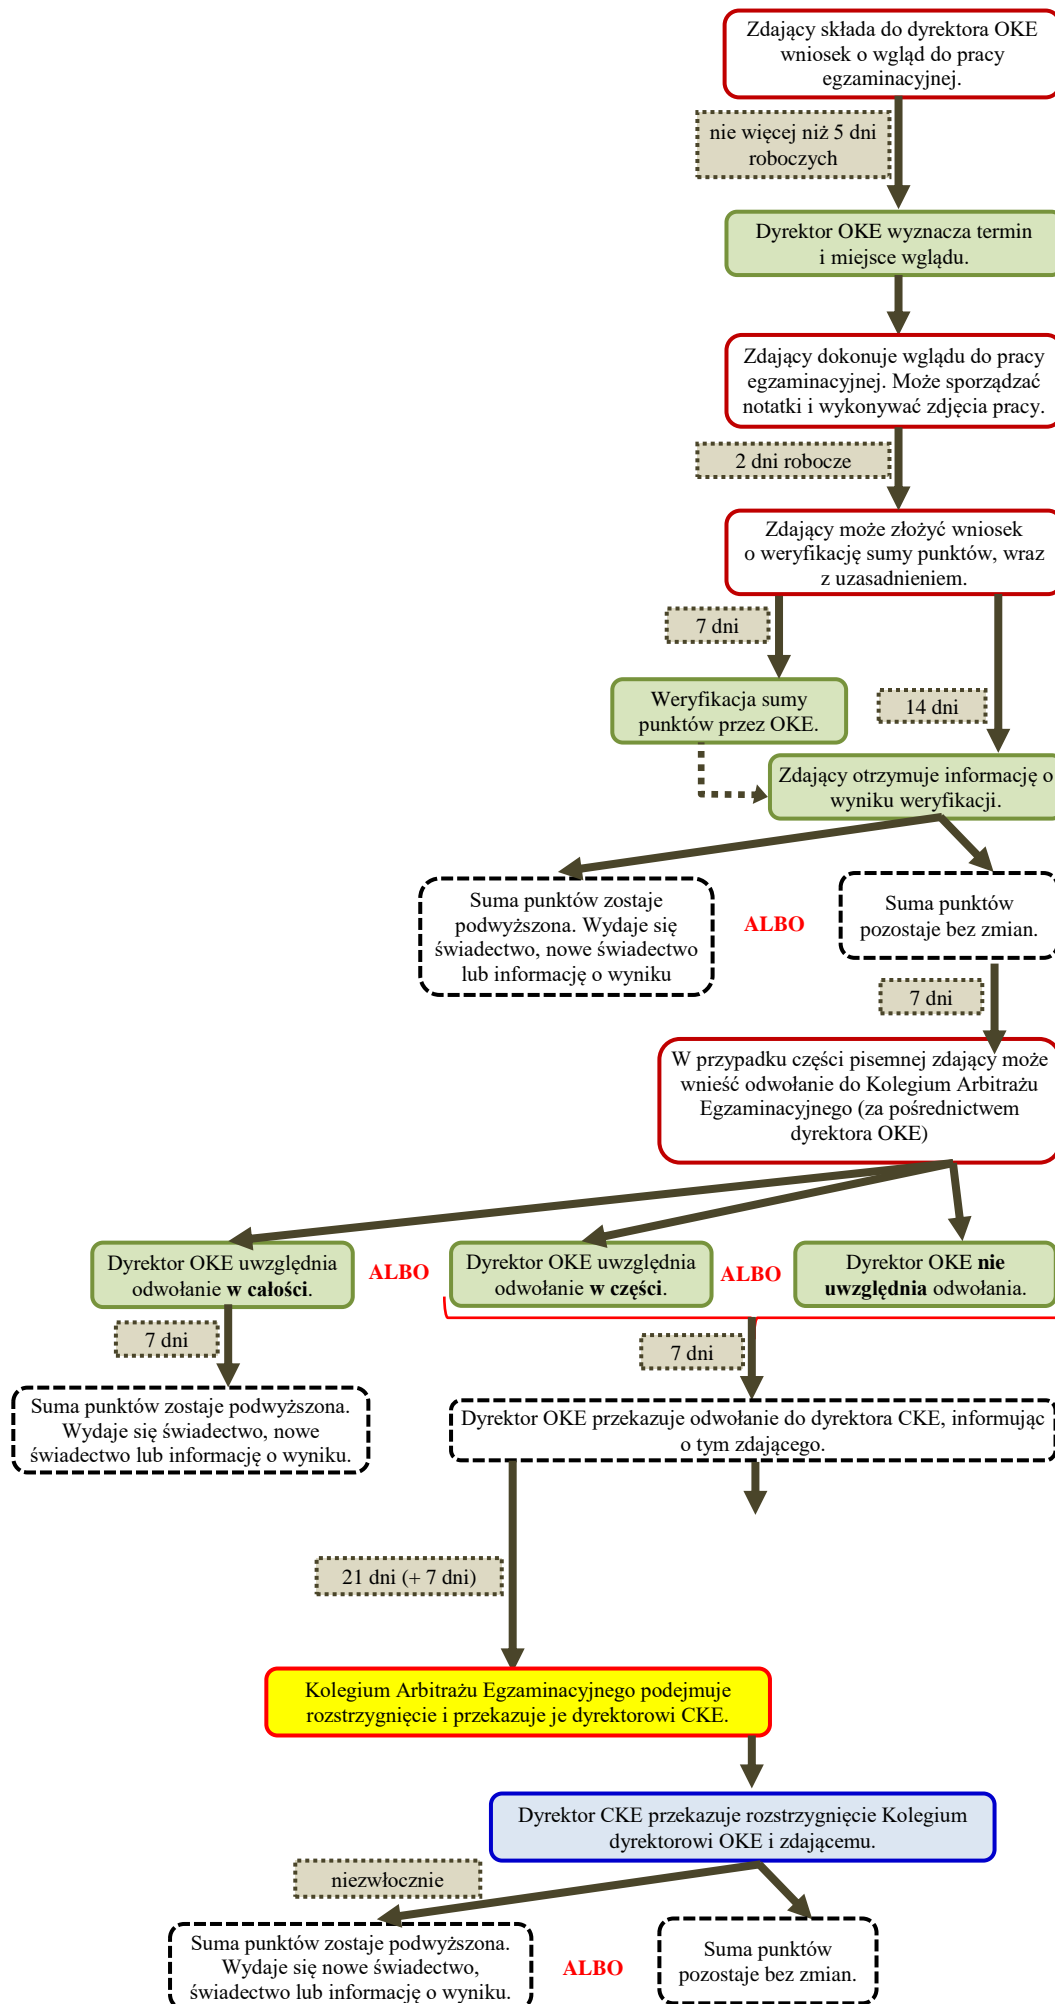 Zdający składa do dyrektora OKE
wniosek o wgląd do pracy
egzaminacyjnej.
nie więcej niż 5 dni
roboczych
Dyrektor OKE wyznacza termin
i miejsce wglądu.
Zdający dokonuje wglądu do pracy
egzaminacyjnej. Może sporządzać
notatki i wykonywać zdjęcia pracy.
2 dni robocze
Zdający może złożyć wniosek
o weryfikację sumy punktów, wraz
z uzasadnieniem.
7 dni
Weryfikacja sumy
punktów przez OKE.
14 dni
Zdający otrzymuje informację o
wyniku weryfikacji.
Suma punktów zostaje
podwyższona. Wydaje się
świadectwo, nowe świadectwo
lub informację o wyniku
ALBO
Suma punktów
pozostaje bez zmian.
7 dni
W przypadku części pisemnej zdający może
wnieść odwołanie do Kolegium Arbitrażu
Egzaminacyjnego (za pośrednictwem
dyrektora OKE)
Dyrektor OKE uwzględnia
odwołanie w całości.
ALBO
Dyrektor OKE uwzględnia
odwołanie w części.
ALBO
Dyrektor OKE nie
uwzględnia odwołania.
7 dni
7 dni
Suma punktów zostaje podwyższona.
Wydaje się świadectwo, nowe
świadectwo lub informację o wyniku.
Dyrektor OKE przekazuje odwołanie do dyrektora CKE, informując
o tym zdającego.
21 dni (+ 7 dni)
Kolegium Arbitrażu Egzaminacyjnego podejmuje
rozstrzygnięcie i przekazuje je dyrektorowi CKE.
Dyrektor CKE przekazuje rozstrzygnięcie Kolegium
dyrektorowi OKE i zdającemu.
niezwłocznie
Suma punktów zostaje podwyższona.
Wydaje się nowe świadectwo,
świadectwo lub informację o wyniku.
ALBO
Suma punktów
pozostaje bez zmian.